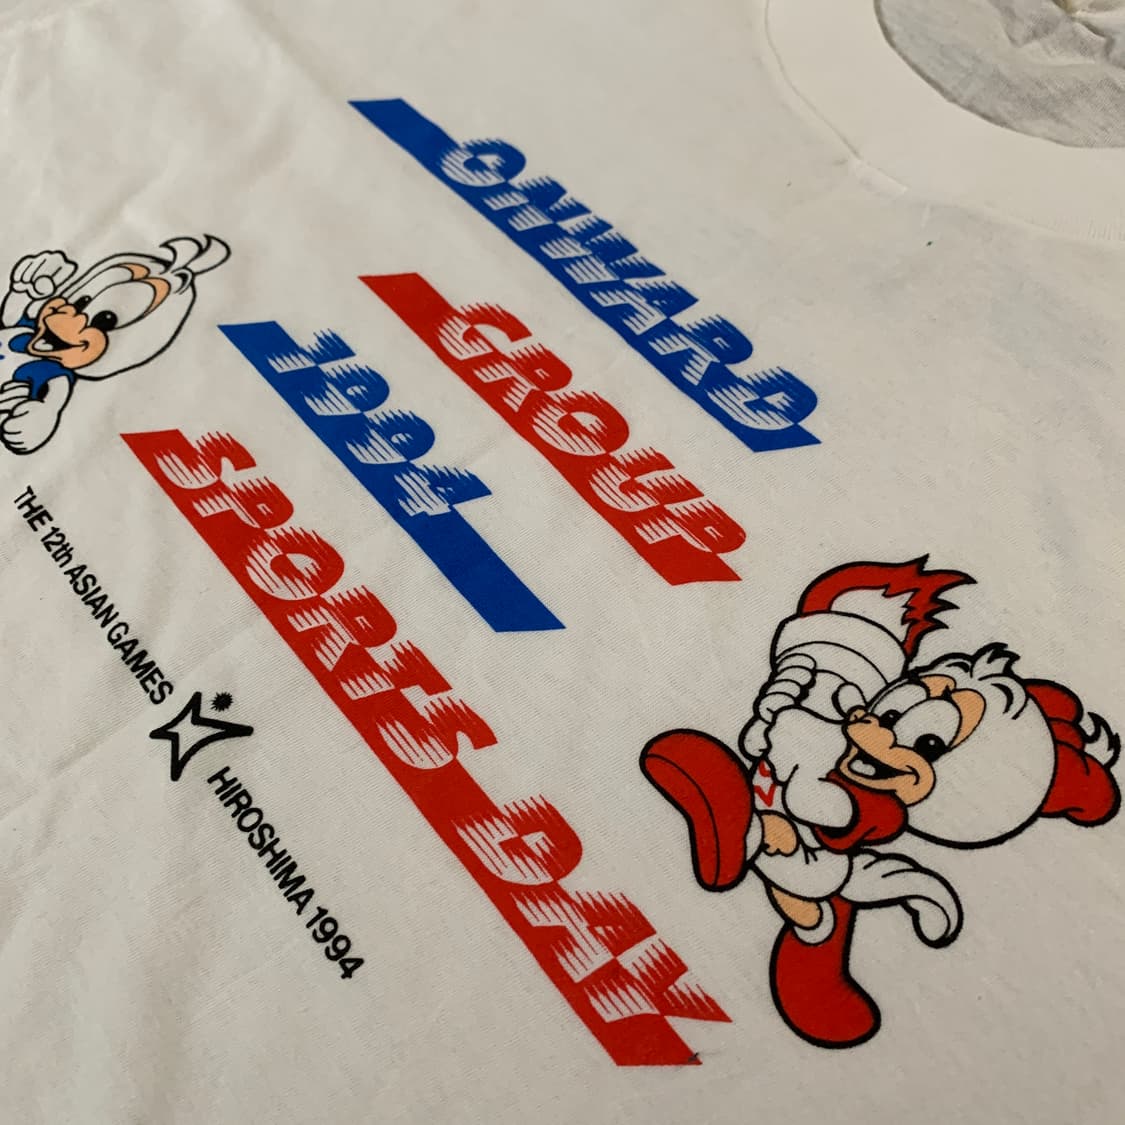 ONWARD
GROUP
1994
SPORTS DAY
THE 12th ASIAN GAMES
HIROSHIMA 1994